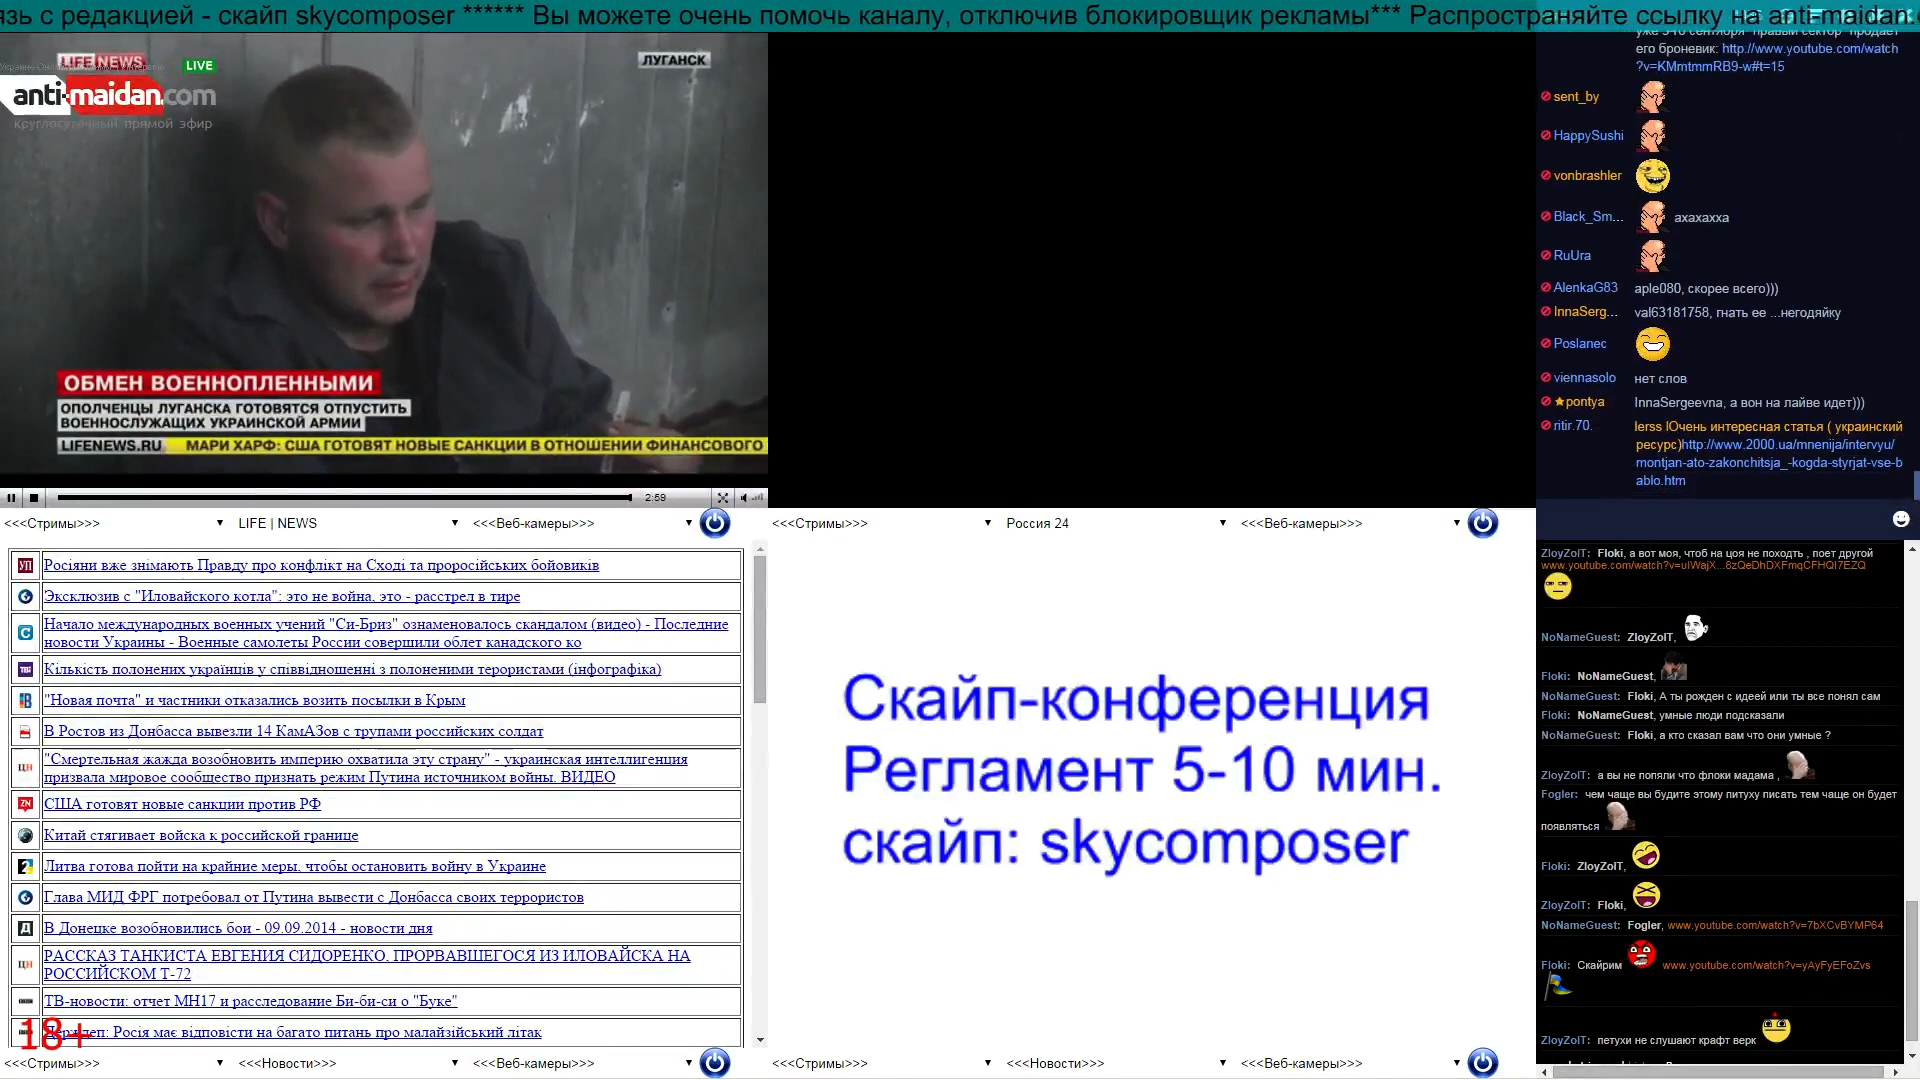 язь с редакцией - скайп skycomposer ****** Вы можете очень помочь каналу, отключив блокировщик рекламы*** Распространяйте ссылку на anti-maidan.
LIFE NEWS
LIVE
ЛУГАНСК
anti-maidan.com
круглосуточный прямой эфир
ОБМЕН ВОЕННОПЛЕННЫМИ
ОПОЛЧЕНЦЫ ЛУГАНСКА ГОТОВЯТСЯ ОТПУСТИТЬ
ВОЕННОСЛУЖАЩИХ УКРАИНСКОЙ АРМИИ
LIFENEWS.RU МАРИ ХАРФ: США ГОТОВЯТ НОВЫЕ САНКЦИИ В ОТНОШЕНИИ ФИНАНСОВОГО
2:59
<<<Стримы>>> LIFE | NEWS <<<Веб-камеры>>>
<<<Стримы>>> Россия 24 <<<Веб-камеры>>>
Росіяни вже знімають Правду про конфлікт на Сході та проросійських бойовиків
Эксклюзив с "Иловайского котла": это не война, это - расстрел в тире
Начало международных военных учений "Си-Бриз" ознаменовалось скандалом (видео) - Последние
новости Украины - Военные самолеты России совершили облет канадского ко
Кількість полонених українців у співвідношенні з полоненими терористами (інфографіка)
"Новая почта" и частники отказались возить посылки в Крым
В Ростов из Донбасса вывезли 14 КамАЗов с трупами российских солдат
"Смертельная жажда возобновить империю охватила эту страну" - украинская интеллигенция
призвала мировое сообщество признать режим Путина источником войны. ВИДЕО
США готовят новые санкции против РФ
Китай стягивает войска к российской границе
Литва готова пойти на крайние меры, чтобы остановить войну в Украине
Глава МИД ФРГ потребовал от Путина вывести с Донбасса своих террористов
В Донецке возобновились бои - 09.09.2014 - новости дня
РАССКАЗ ТАНКИСТА ЕВГЕНИЯ СИДОРЕНКО, ПРОРВАВШЕГОСЯ ИЗ ИЛОВАЙСКА НА
РОССИЙСКОМ Т-72
ТВ-новости: отчет МН17 и расследование Би-би-си о "Буке"
Держдеп: Росія має відповісти на багато питань про малайзійський літак
18+
<<<Стримы>>> <<<Новости>>> <<<Веб-камеры>>>
Скайп-конференция
Регламент 5-10 мин.
скайп: skycomposer
<<<Стримы>>> <<<Новости>>> <<<Веб-камеры>>>
уже 5-го сентября "правый сектор" продает
его броневик: http://www.youtube.com/watch
?v=KMmtmmRB9-w#t=15
sent_by
HappySushi
vonbrashler
Black_Sm... ахахахха
RuUra
AlenkaG83 aple080, скорее всего)))
InnaSerg... val63181758, гнать ее ...негодяйку
Poslanec
viennasolo нет слов
pontya InnaSergeevna, а вон на лайве идет)))
ritir.70. lerss lОчень интересная статья ( украинский
ресурс)http://www.2000.ua/mnenija/intervyu/
montjan-ato-zakonchitsja_-kogda-styrjat-vse-b
ablo.htm
ZloyZolT: Floki, а вот моя, чтоб на цоя не походть , поет другой
www.youtube.com/watch?v=uIWajX...8zQeDhDXFmqCFHQI7EZQ
NoNameGuest: ZloyZolT,
Floki: NoNameGuest,
NoNameGuest: Floki, А ты рожден с идеей или ты все понял сам
Floki: NoNameGuest, умные люди подсказали
NoNameGuest: Floki, а кто сказал вам что они умные ?
ZloyZolT: а вы не попяли что флоки мадама ,
Fogler: чем чаще вы будите этому питуху писать тем чаще он будет
появляться
Floki: ZloyZolT,
ZloyZolT: Floki,
NoNameGuest: Fogler, www.youtube.com/watch?v=7bXCvBYMP64
Floki: Скайрим www.youtube.com/watch?v=yAyFyEFoZvs
ZloyZolT: петухи не слушают крафт верк